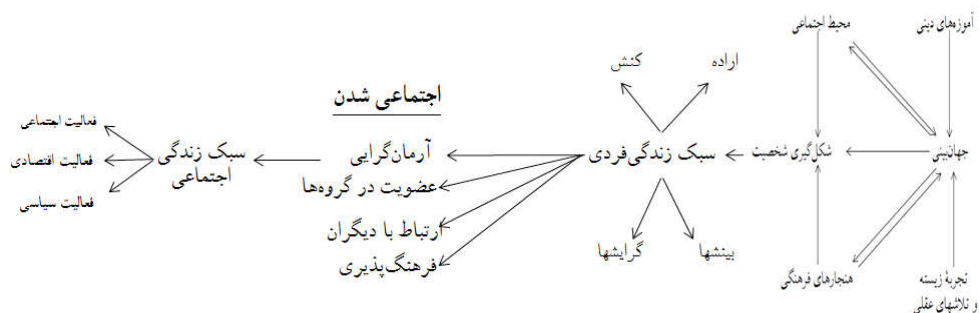 آموزه‌های دینی
محیط اجتماعی
اراده
کنش
اجتماعی شدن
جهان‌بینی
شکل‌گیری شخصیت
سبک زندگی‌فردی
آرمان‌گرایی
عضویت در گروه‌ها
ارتباط با دیگران
فرهنگ‌پذیری
سبک زندگی
اجتماعی
فعالیت اجتماعی
فعالیت اقتصادی
فعالیت سیاسی
بینشها
گرایشها
هنجارهای فرهنگی
تجربهٔ زیسته
و تلاشهای عقلی